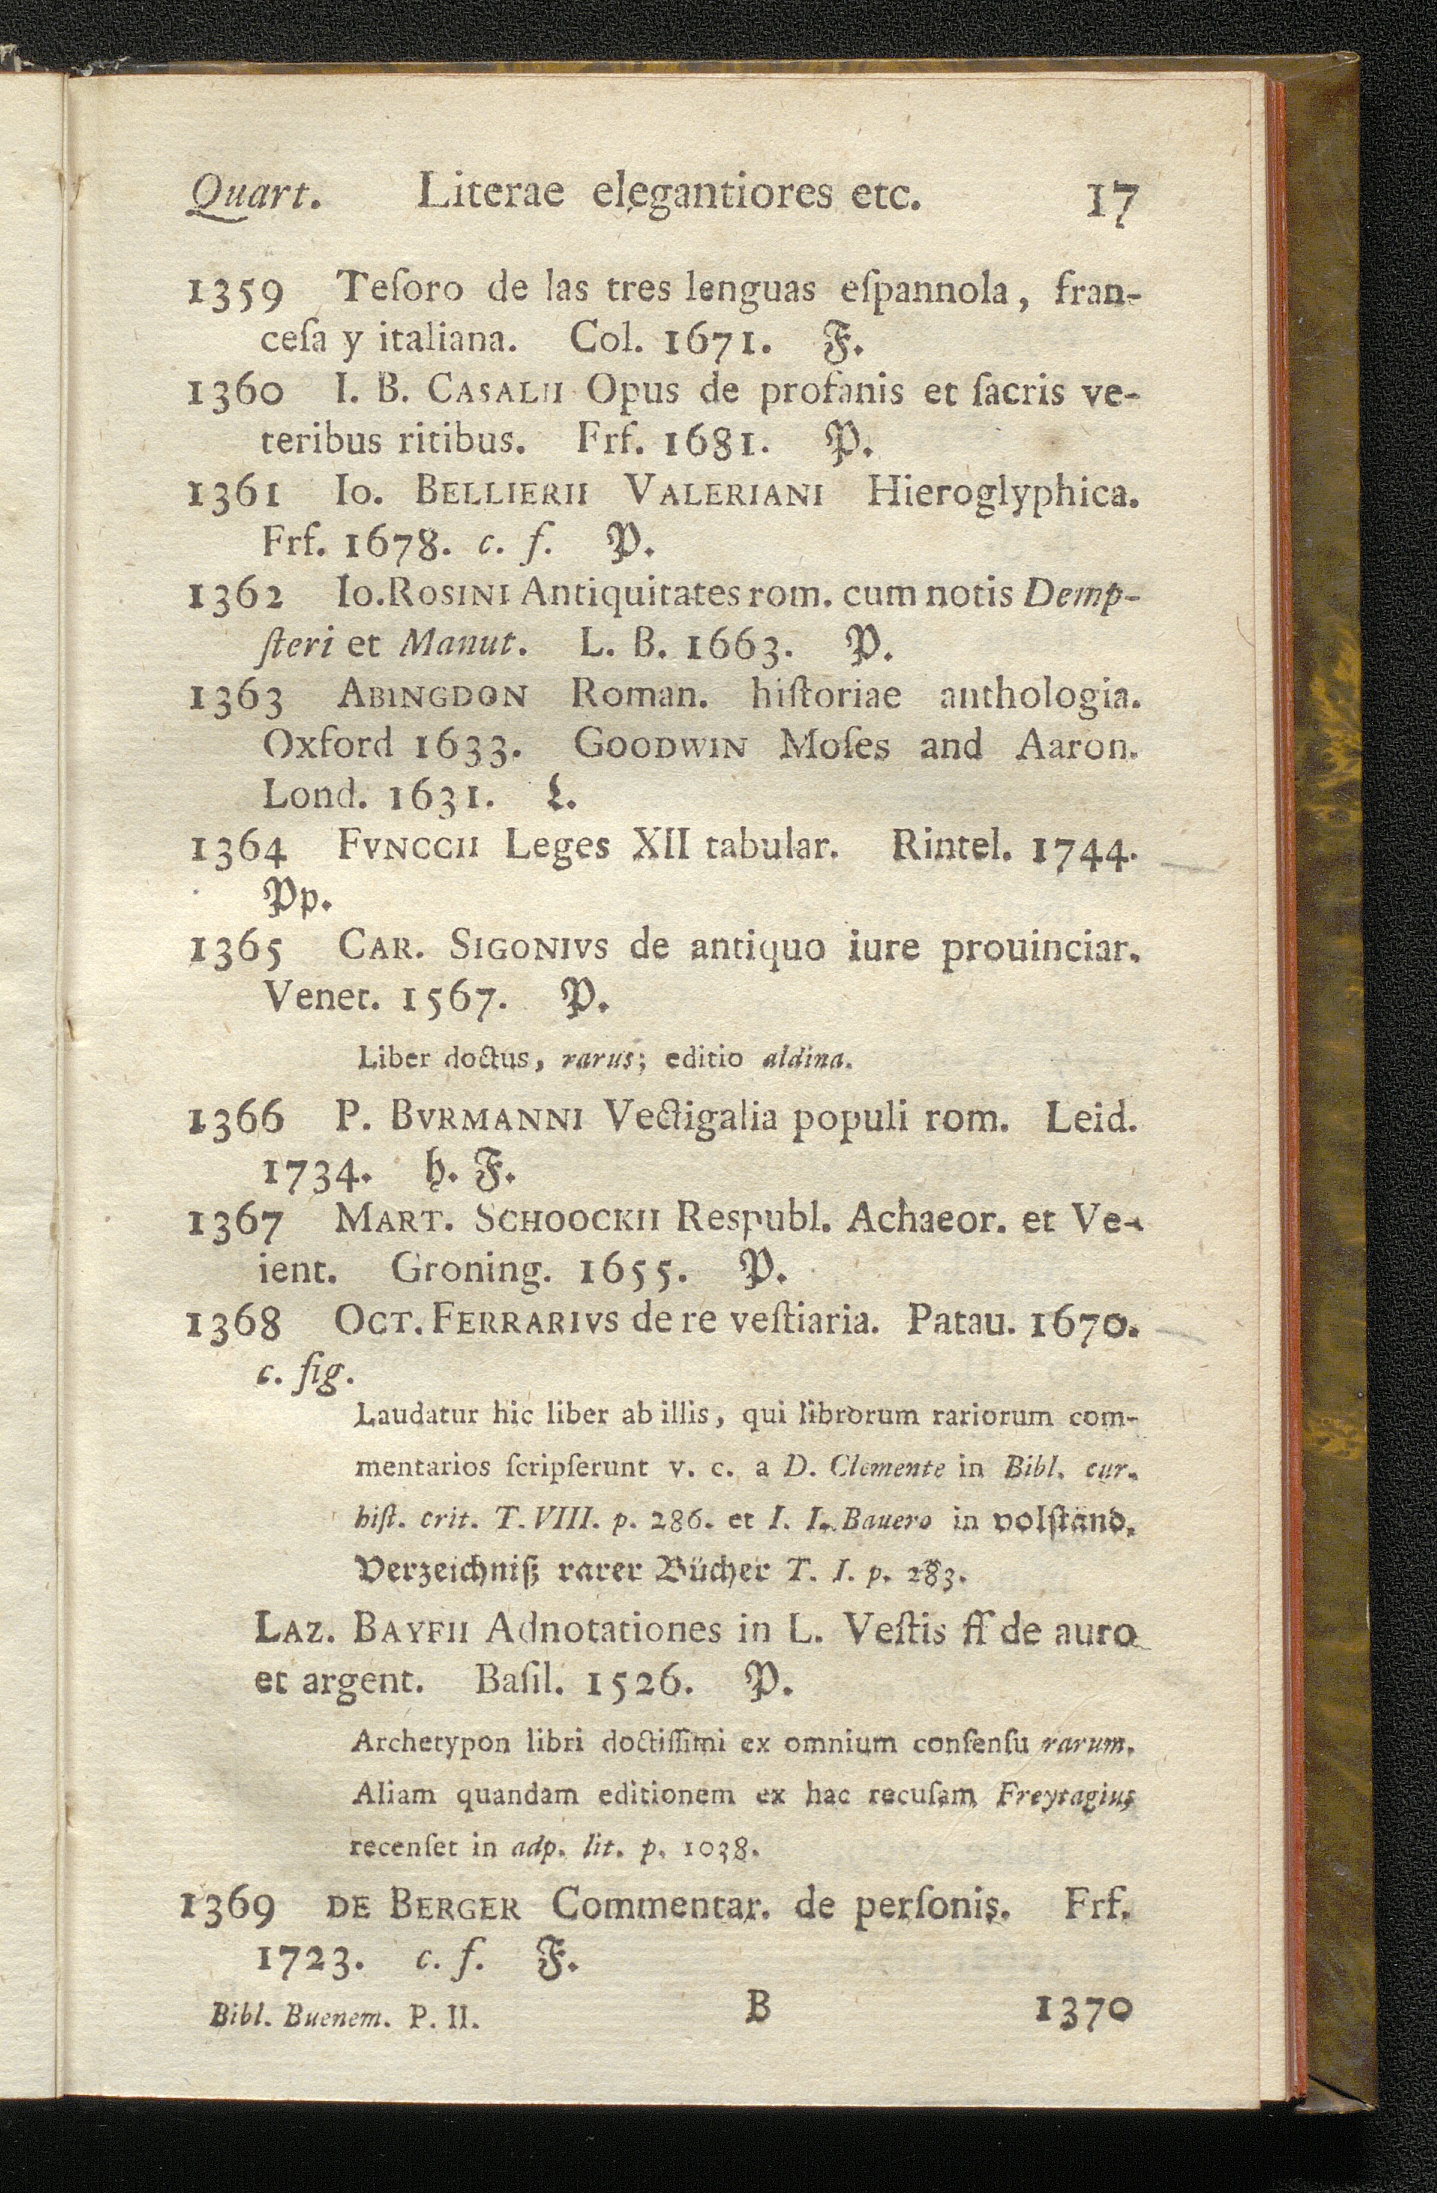 Quart. Literae elegantiores etc. 17
1359 Teſoro de las tres lenguas eſpannola, fran-
ceſa y italiana. Col. 1671. F.
1360 I. B. CASALII Opus de profanis et ſacris ve-
teribus ritibus. Frf. 1681. P.
1361 Io. BELLIERII VALERIANI Hieroglyphica.
Frf. 1678. c. f. P.
1362 Io. ROSINI Antiquitates rom. cum notis Demp-
ſteri et Manut. L. B. 1663. P.
1363 ABINGDON Roman. hiſtoriae anthologia.
Oxford 1633. GOODWIN Moſes and Aaron.
Lond. 1631. L.
1364 FVNCCII Leges XII tabular. Rintel. 1744.
Pp.
1365 CAR. SIGONIVS de antiquo iure prouinciar.
Venet. 1567. P.
Liber doctus, rarus; editio aldina.
1366 P. BVRMANNI Vectigalia populi rom. Leid.
1734. h. F.
1367 MART. SCHOOCKII Respubl. Achaeor. et Ve-
ient. Groning. 1655. P.
1368 OCT. FERRARIVS de re veſtiaria. Patau. 1670.
c. fig.
Laudatur hic liber ab illis, qui librorum rariorum com-
mentarios ſcripſerunt v. c. a D. Clemente in Bibl. cur.
hiſt. crit. T. VIII. p. 286. et I. I. Bauero in volſtänd.
Verzeichniß rarer Bücher T. I. p. 283.
LAZ. BAYFII Adnotationes in L. Veſtis ff de auro
et argent. Baſil. 1526. P.
Archetypon libri doctiſſimi ex omnium conſenſu rarum.
Aliam quandam editionem ex hac recuſam Freytagius
recenſet in adp. lit. p. 1038.
1369 DE BERGER Commentar. de perſonis. Frf.
1723. c. f. F.
Bibl. Buenem. P. II. B 1370